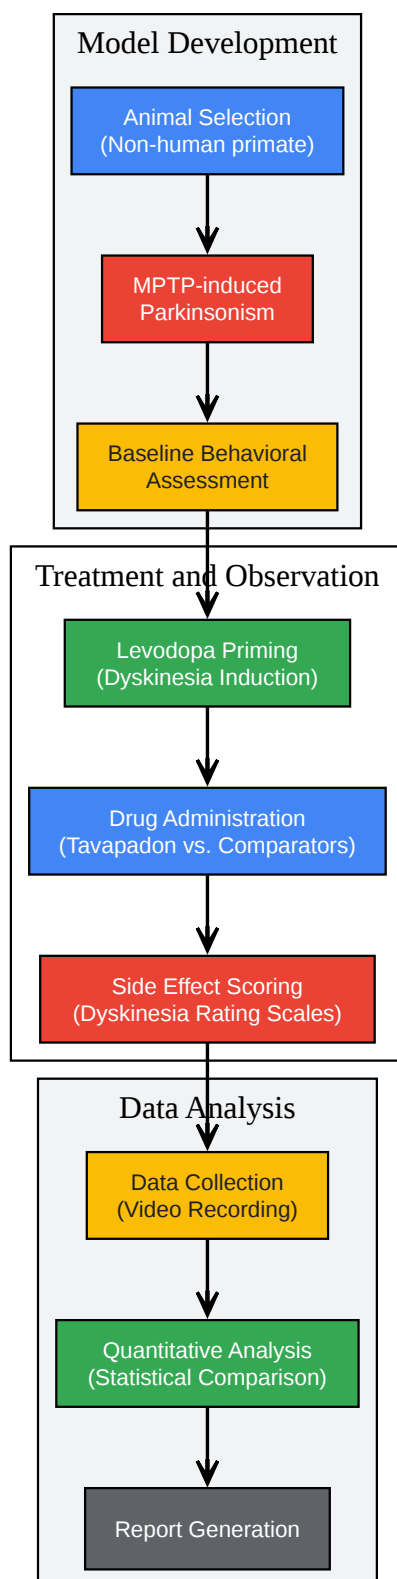 Model Development
Animal Selection
(Non-human primate)
MPTP-induced
Parkinsonism
Baseline Behavioral
Assessment
Treatment and Observation
Levodopa Priming
(Dyskinesia Induction)
Drug Administration
(Tavapadon vs. Comparators)
Side Effect Scoring
(Dyskinesia Rating Scales)
Data Analysis
Data Collection
(Video Recording)
Quantitative Analysis
(Statistical Comparison)
Report Generation